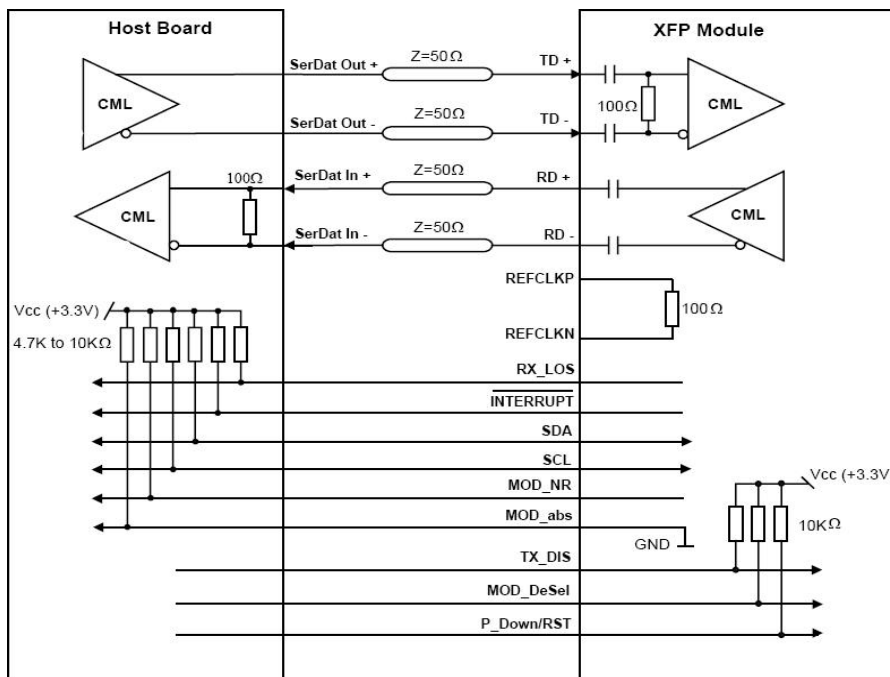 Host Board
XFP Module
SerDat Out +
Z=50Ω
TD +
CML
100Ω
CML
SerDat Out -
Z=50Ω
TD -
100Ω
SerDat In +
Z=50Ω
RD +
CML
CML
SerDat In -
Z=50Ω
RD -
REFCLKP
100Ω
REFCLKN
Vcc (+3.3V)
4.7K to 10KΩ
RX_LOS
INTERRUPT
SDA
SCL
MOD_NR
Vcc (+3.3V
MOD_abs
10KΩ
GND
TX_DIS
MOD_DeSel
P_Down/RST